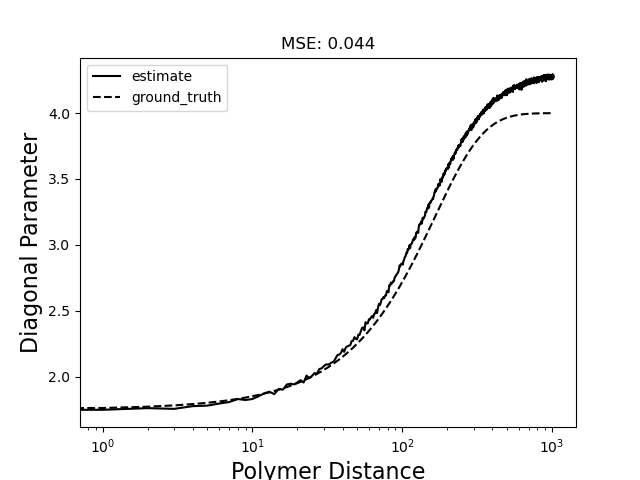 MSE: 0.044
estimate
ground_truth
Diagonal Parameter
4.0
3.5
3.0
2.5
2.0
10⁰ 10¹ 10² 10³
Polymer Distance